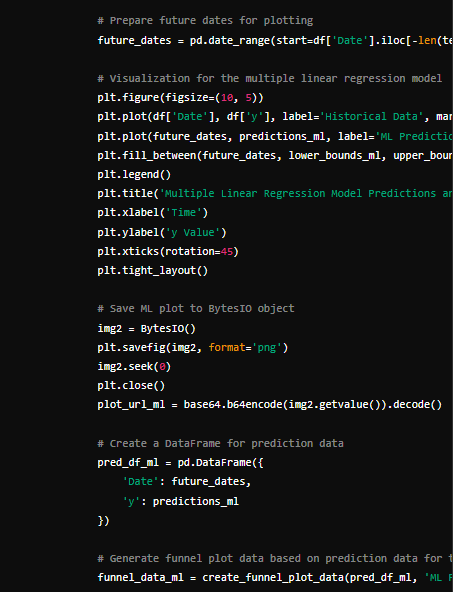 # Prepare future dates for plotting
future_dates = pd.date_range(start=df['Date'].iloc[-len(te
# Visualization for the multiple linear regression model
plt.figure(figsize=(10, 5))
plt.plot(df['Date'], df['y'], label='Historical Data', mar
plt.plot(future_dates, predictions_ml, label='ML Predictio
plt.fill_between(future_dates, lower_bounds_ml, upper_boun
plt.legend()
plt.title('Multiple Linear Regression Model Predictions an
plt.xlabel('Time')
plt.ylabel('y Value')
plt.xticks(rotation=45)
plt.tight_layout()
# Save ML plot to BytesIO object
img2 = BytesIO()
plt.savefig(img2, format='png')
img2.seek(0)
plt.close()
plot_url_ml = base64.b64encode(img2.getvalue()).decode()
# Create a DataFrame for prediction data
pred_df_ml = pd.DataFrame({
    'Date': future_dates,
    'y': predictions_ml
})
# Generate funnel plot data based on prediction data for t
funnel_data_ml = create_funnel_plot_data(pred_df_ml, 'ML F